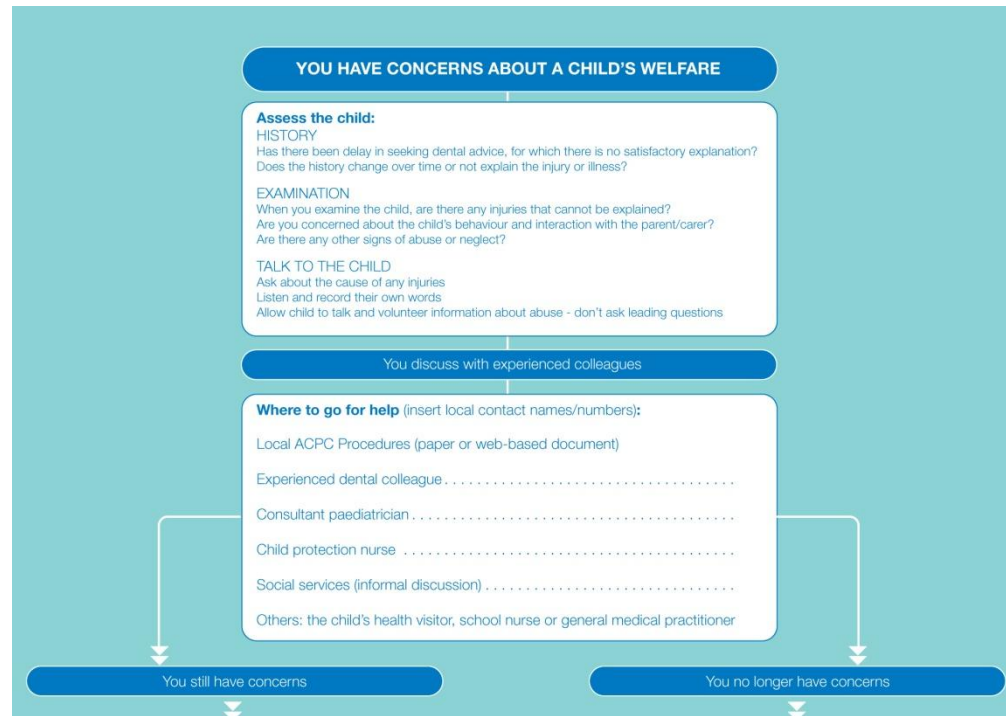 YOU HAVE CONCERNS ABOUT A CHILD'S WELFARE
Assess the child:
HISTORY
Has there been delay in seeking dental advice, for which there is no satisfactory explanation?
Does the history change over time or not explain the injury or illness?
EXAMINATION
When you examine the child, are there any injuries that cannot be explained?
Are you concerned about the child's behaviour and interaction with the parent/carer?
Are there any other signs of abuse or neglect?
TALK TO THE CHILD
Ask about the cause of any injuries
Listen and record their own words
Allow child to talk and volunteer information about abuse - don't ask leading questions
You discuss with experienced colleagues
Where to go for help (insert local contact names/numbers):
Local ACPC Procedures (paper or web-based document)
Experienced dental colleague . . . . . . . . . . . . . . . . . . . . . . . . . . . . . . . . . . . .
Consultant paediatrician . . . . . . . . . . . . . . . . . . . . . . . . . . . . . . . . . . . . . . . .
Child protection nurse . . . . . . . . . . . . . . . . . . . . . . . . . . . . . . . . . . . . . . . . .
Social services (informal discussion) . . . . . . . . . . . . . . . . . . . . . . . . . . . . . . .
Others: the child's health visitor, school nurse or general medical practitioner
You still have concerns
You no longer have concerns